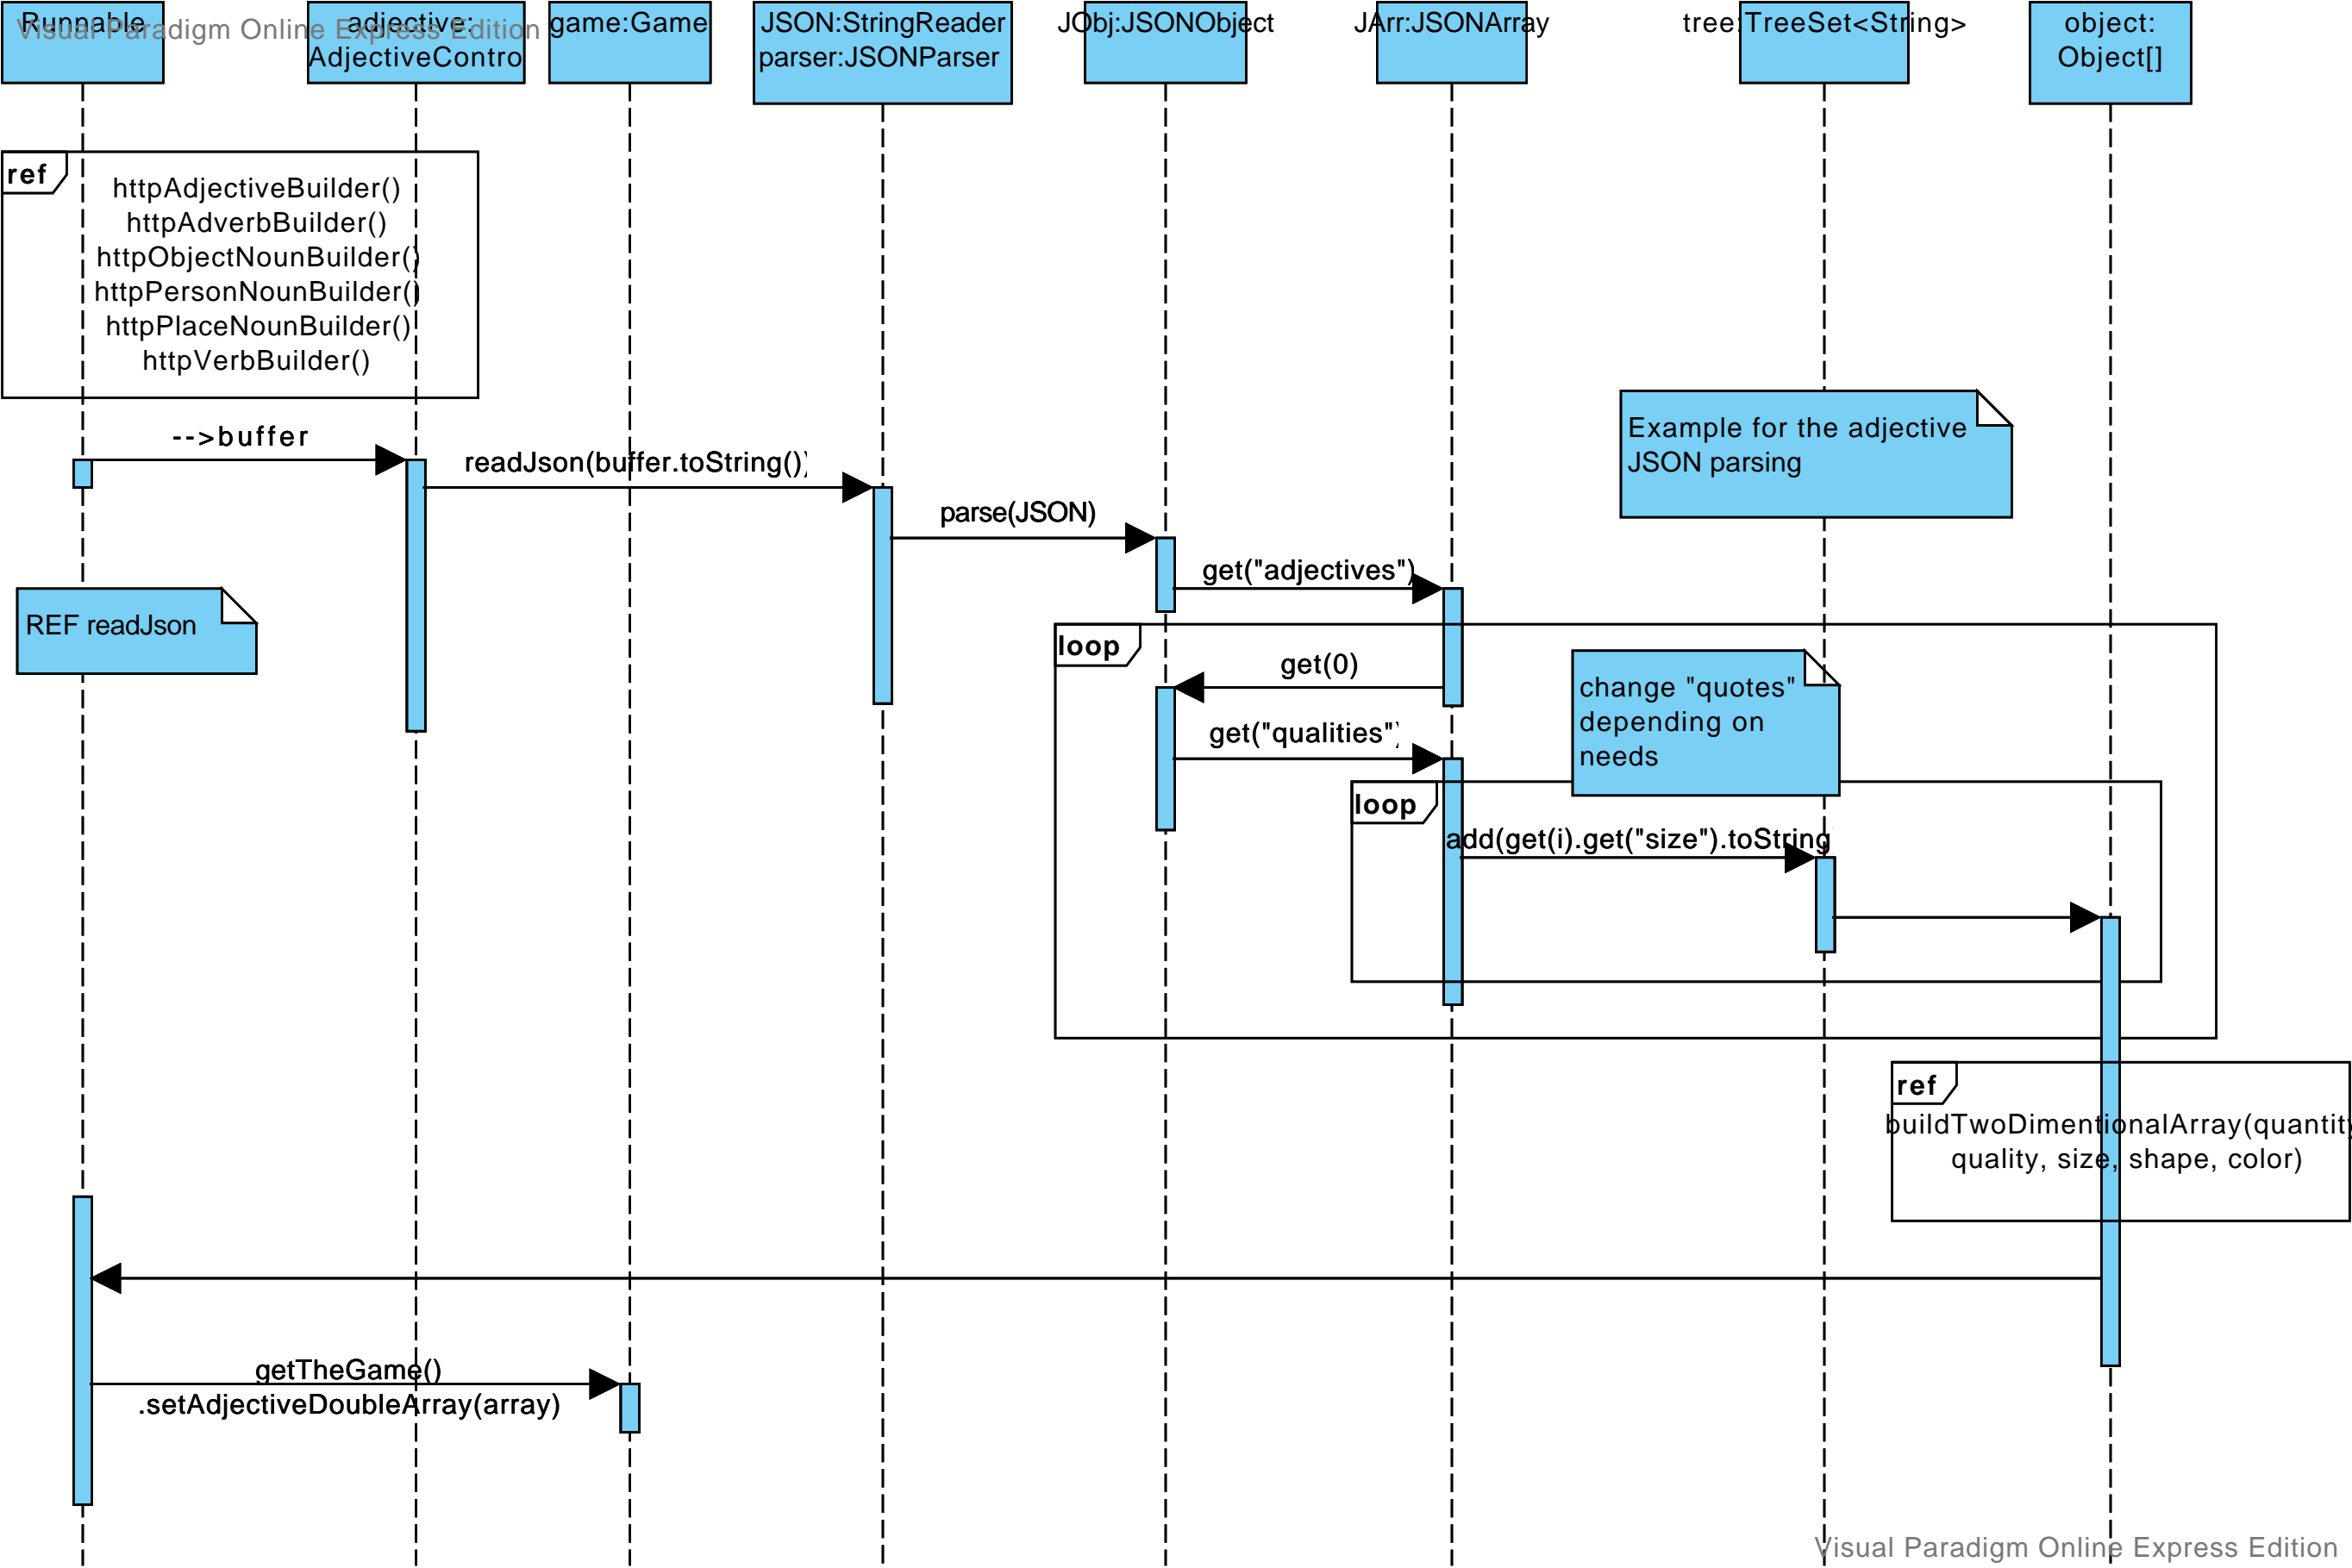 Runnable
adjective:
AdjectiveContro
game:Game
JSON:StringReader
parser:JSONParser
JObj:JSONObject
JArr:JSONArray
tree:TreeSet<String>
object:
Object[]
Visual Paradigm Online Express Edition
ref
httpAdjectiveBuilder()
httpAdverbBuilder()
httpObjectNounBuilder()
httpPersonNounBuilder()
httpPlaceNounBuilder()
httpVerbBuilder()
-->buffer
readJson(buffer.toString())
Example for the adjective
JSON parsing
parse(JSON)
get("adjectives")
REF readJson
loop
get(0)
change "quotes"
depending on
needs
get("qualities")
loop
add(get(i).get("size").toString
ref
buildTwoDimentionalArray(quantity
quality, size, shape, color)
getTheGame()
.setAdjectiveDoubleArray(array)
Visual Paradigm Online Express Edition